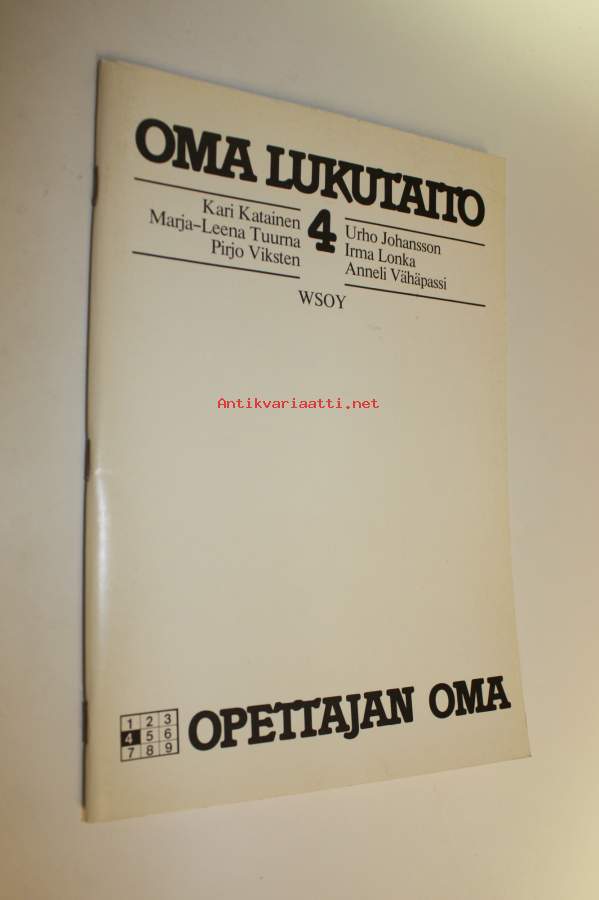 OMA LUKUTAITO
4
Kari Katainen
Marja-Leena Tuurna
Pirjo Viksten
Urho Johansson
Irma Lonka
Anneli Vähäpassi
WSOY
Antikvariaatti.net
1 2 3
4 5 6
7 8 9
OPETTAJAN OMA